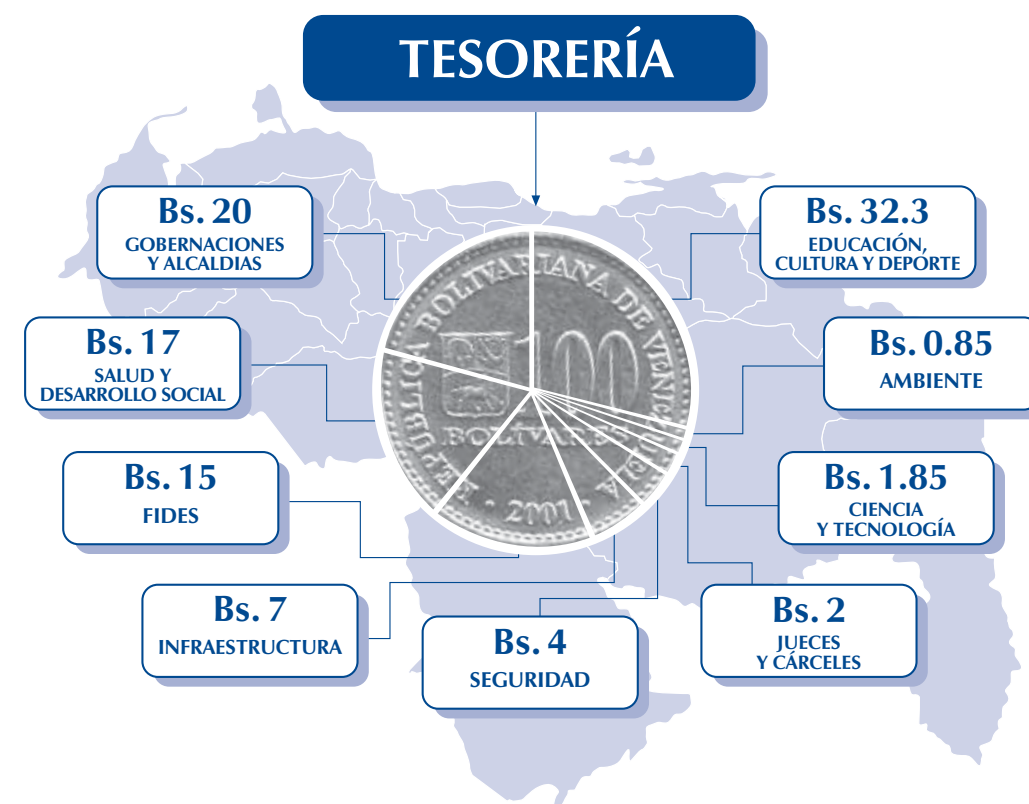 TESORERÍA
Bs. 20
GOBERNACIONES
Y ALCALDIAS
Bs. 32.3
EDUCACIÓN,
CULTURA Y DEPORTE
Bs. 17
SALUD Y
DESARROLLO SOCIAL
Bs. 0.85
AMBIENTE
REPÚBLICA BOLIVARIANA DE VENEZUELA
100
BOLÍVARES
2001
Bs. 15
FIDES
Bs. 1.85
CIENCIA
Y TECNOLOGÍA
Bs. 7
INFRAESTRUCTURA
Bs. 4
SEGURIDAD
Bs. 2
JUECES
Y CÁRCELES